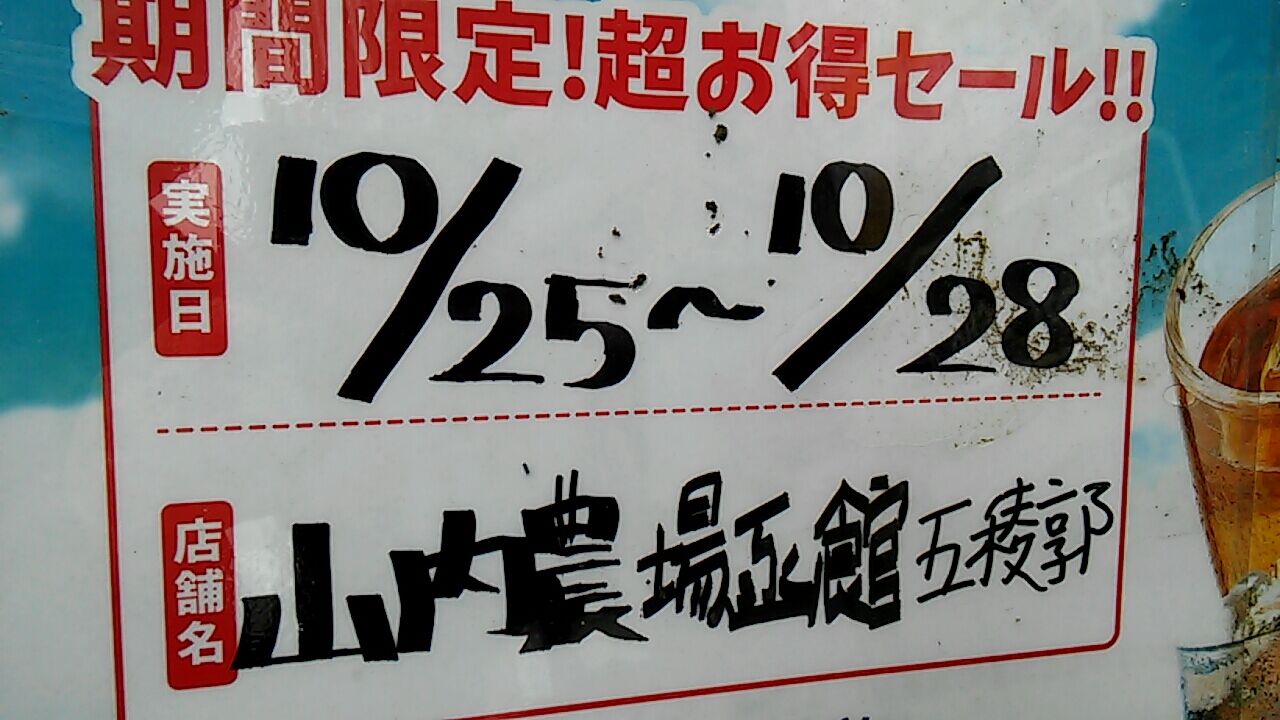 期間限定!超お得セール!!
実施日
10/25~10/28
店舗名
山内農場函館五稜郭